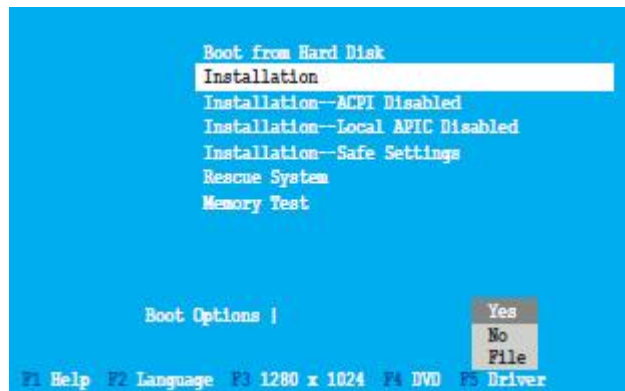 Boot from Hard Disk
Installation
Installation--ACPI Disabled
Installation--Local APIC Disabled
Installation--Safe Settings
Rescue System
Memory Test
Boot Options |
Yes
No
File
F1 Help F2 Language F3 1280 x 1024 F4 DVD F5 Driver